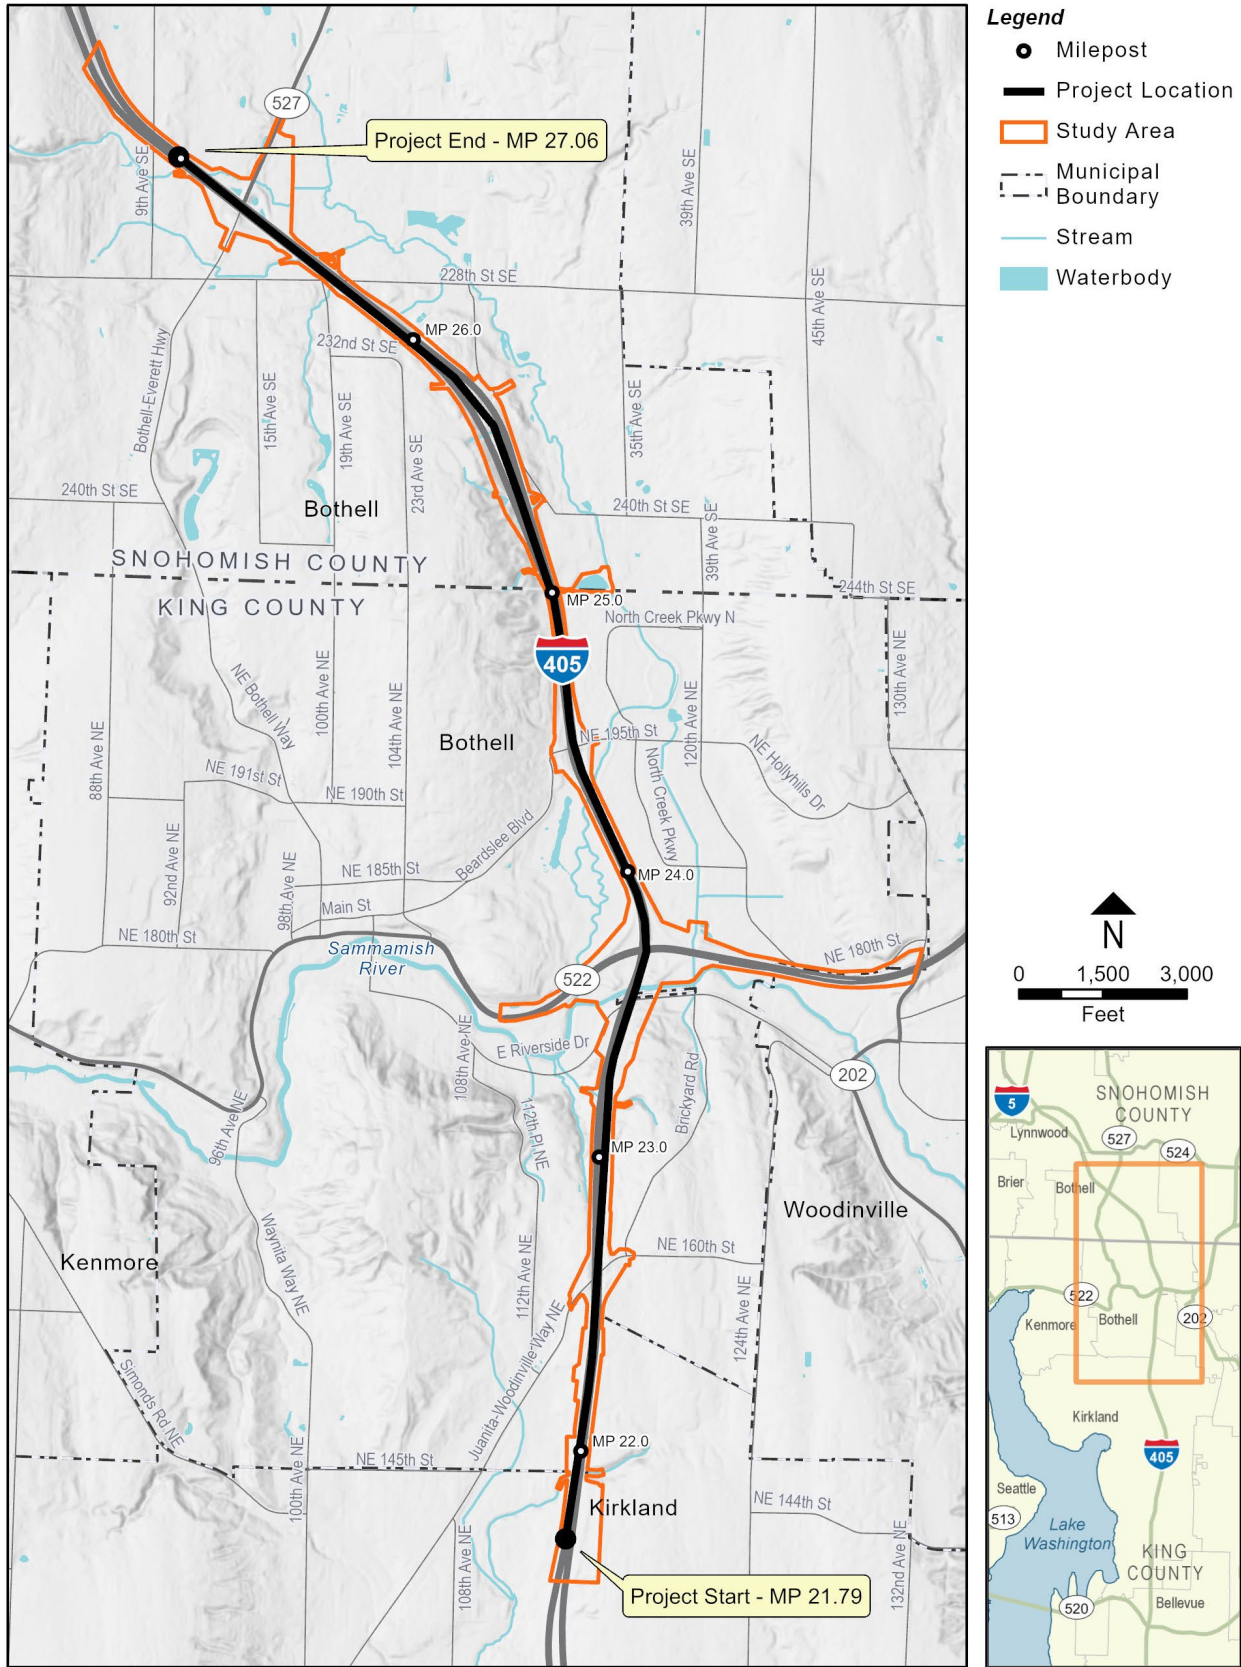 Legend
Milepost
Project Location
Study Area
Municipal
Boundary
Stream
Waterbody
527
Project End - MP 27.06
9th Ave SE
39th Ave SE
228th St SE
45th Ave SE
MP 26.0
232nd St SE
Bothell-Everett Hwy
15th Ave SE
19th Ave SE
23rd Ave SE
35th Ave SE
240th St SE
Bothell
240th St SE
39th Ave SE
SNOHOMISH COUNTY
KING COUNTY
244th St SE
MP 25.0
North Creek Pkwy N
405
130th Ave NE
NE Bothell Way
100th Ave NE
104th Ave NE
120th Ave NE
88th Ave NE
Bothell
NE 195th St
North Creek Pkwy
NE Hollyhills Dr
NE 191st St
NE 190th St
92nd Ave NE
Beardslee Blvd
NE 185th St
MP 24.0
98th Ave NE
Main St
NE 180th St
Sammamish
River
NE 180th St
522
E Riverside Dr
108th Ave NE
202
Brickyard Rd
96th Ave NE
112th Pl NE
MP 23.0
Woodinville
Waynita Way NE
NE 160th St
Kenmore
112th Ave NE
124th Ave NE
Simonds Rd NE
Juanita-Woodinville Way NE
MP 22.0
NE 145th St
100th Ave NE
Kirkland
NE 144th St
108th Ave NE
132nd Ave NE
Project Start - MP 21.79
N
0 1,500 3,000
Feet
5
SNOHOMISH
COUNTY
Lynnwood
527
524
Brier
Bothell
522
Kenmore
Bothell
202
Kirkland
405
Seattle
513
Lake
Washington
KING
COUNTY
520
Bellevue